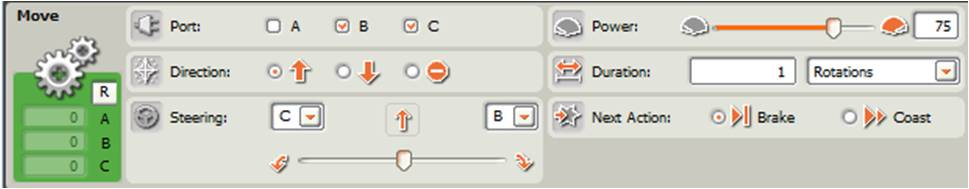 Move
R
0 A
0 B
0 C
Port: A B C
Direction:
Steering: C B
Power: 75
Duration: 1 Rotations
Next Action: Brake Coast